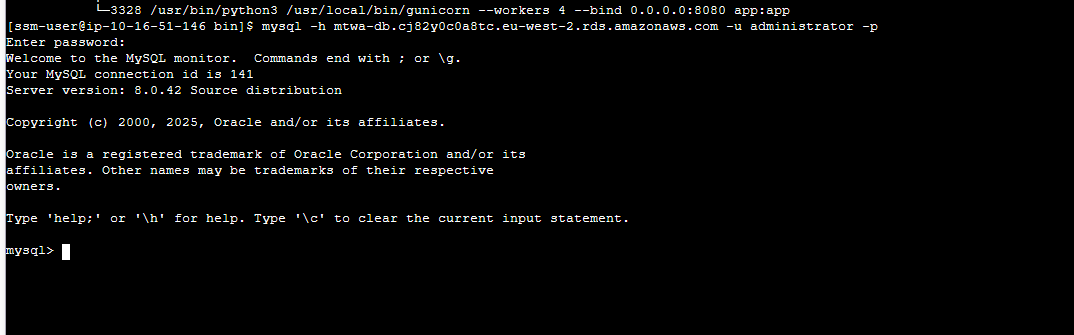 └─3328 /usr/bin/python3 /usr/local/bin/gunicorn --workers 4 --bind 0.0.0.0:8080 app:app
[ssm-user@ip-10-16-51-146 bin]$ mysql -h mtwa-db.cj82y0c0a8tc.eu-west-2.rds.amazonaws.com -u administrator -p
Enter password:
Welcome to the MySQL monitor.  Commands end with ; or \g.
Your MySQL connection id is 141
Server version: 8.0.42 Source distribution

Copyright (c) 2000, 2025, Oracle and/or its affiliates.

Oracle is a registered trademark of Oracle Corporation and/or its
affiliates. Other names may be trademarks of their respective
owners.

Type 'help;' or '\h' for help. Type '\c' to clear the current input statement.

mysql>